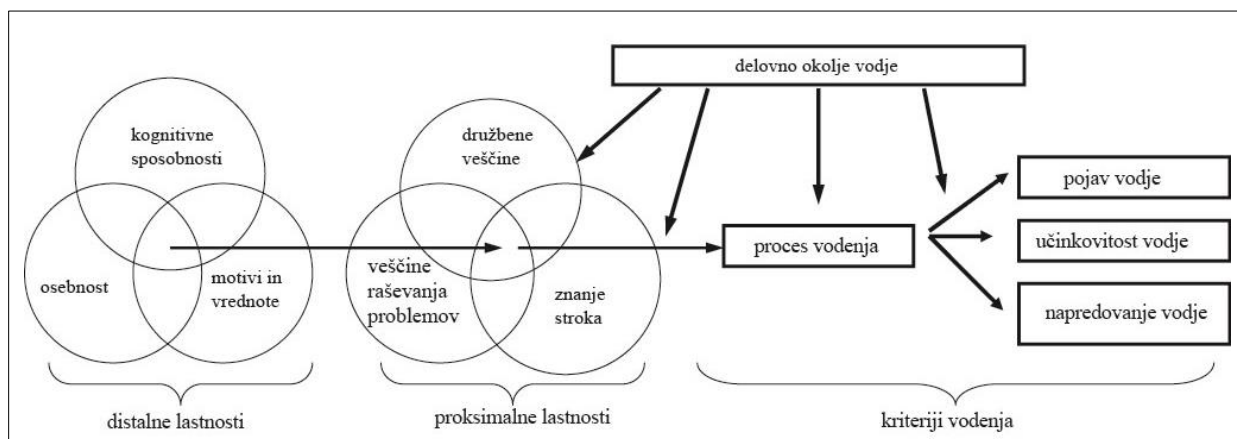 delovno okolje vodje
kognitivne
sposobnosti
družbene
veščine
pojav vodje
proces vodenja
učinkovitost vodje
osebnost
motivi in
vrednote
veščine
raševanja
problemov
znanje
stroka
napredovanje vodje
distalne lastnosti
proksimalne lastnosti
kriteriji vodenja